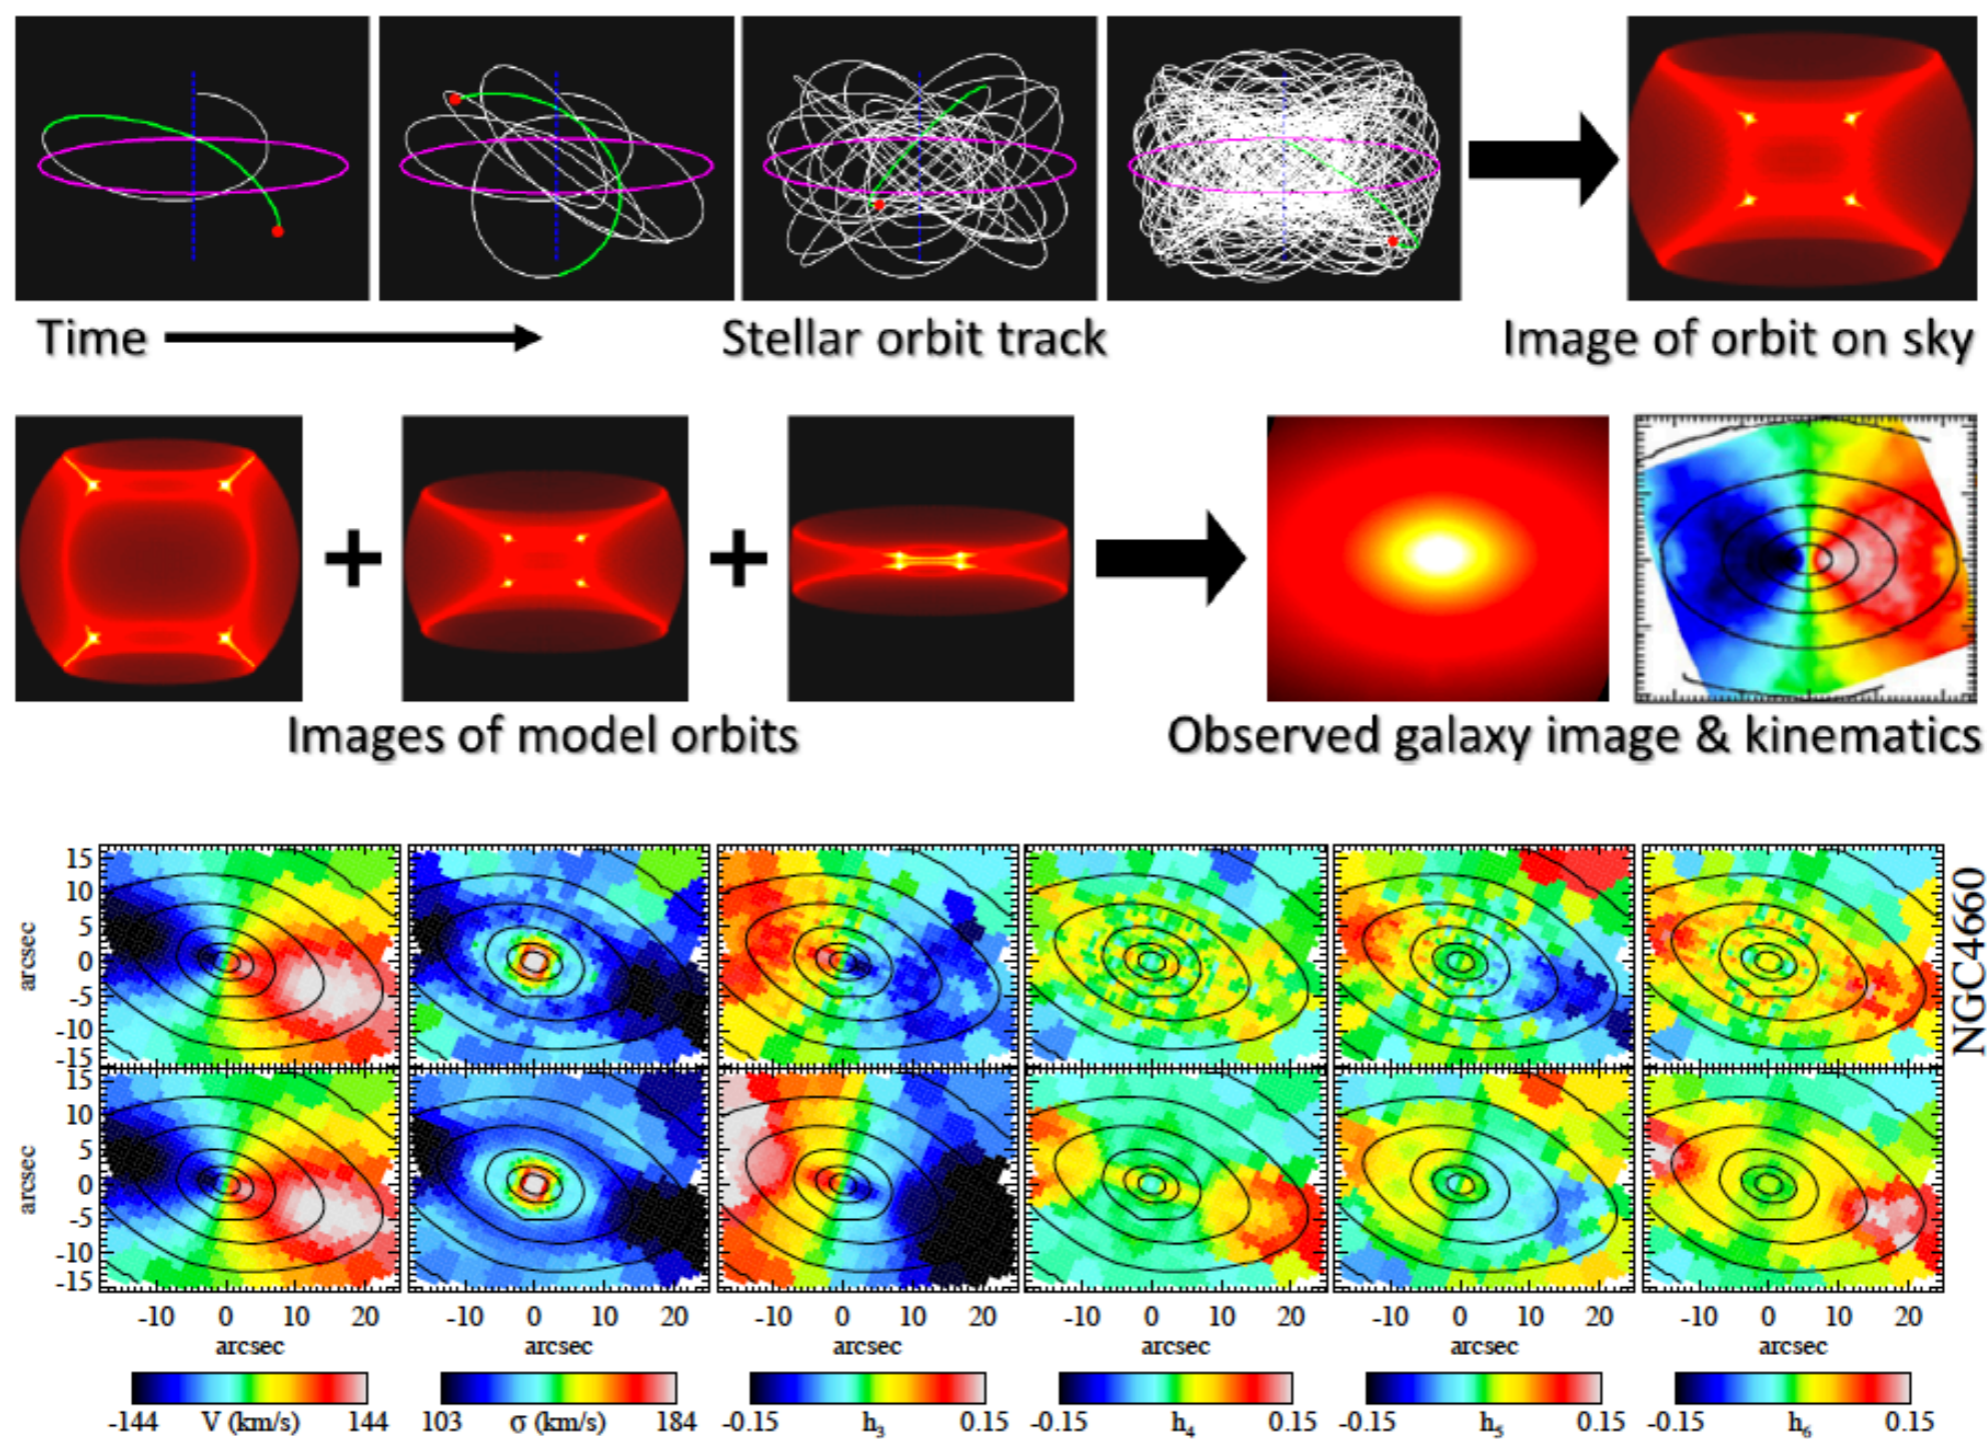 Time
Stellar orbit track
Image of orbit on sky
+
+
Images of model orbits
Observed galaxy image & kinematics
15
10
5
0
-5
-10
-15
arcsec
NGC4660
15
10
5
0
-5
-10
-15
arcsec
-10 0 10 20 -10 0 10 20 -10 0 10 20 -10 0 10 20 -10 0 10 20 -10 0 10 20
arcsec arcsec arcsec arcsec arcsec arcsec
-144 V (km/s) 144 103 σ (km/s) 184 -0.15 h₃ 0.15 -0.15 h₄ 0.15 -0.15 h₅ 0.15 -0.15 h₆ 0.15